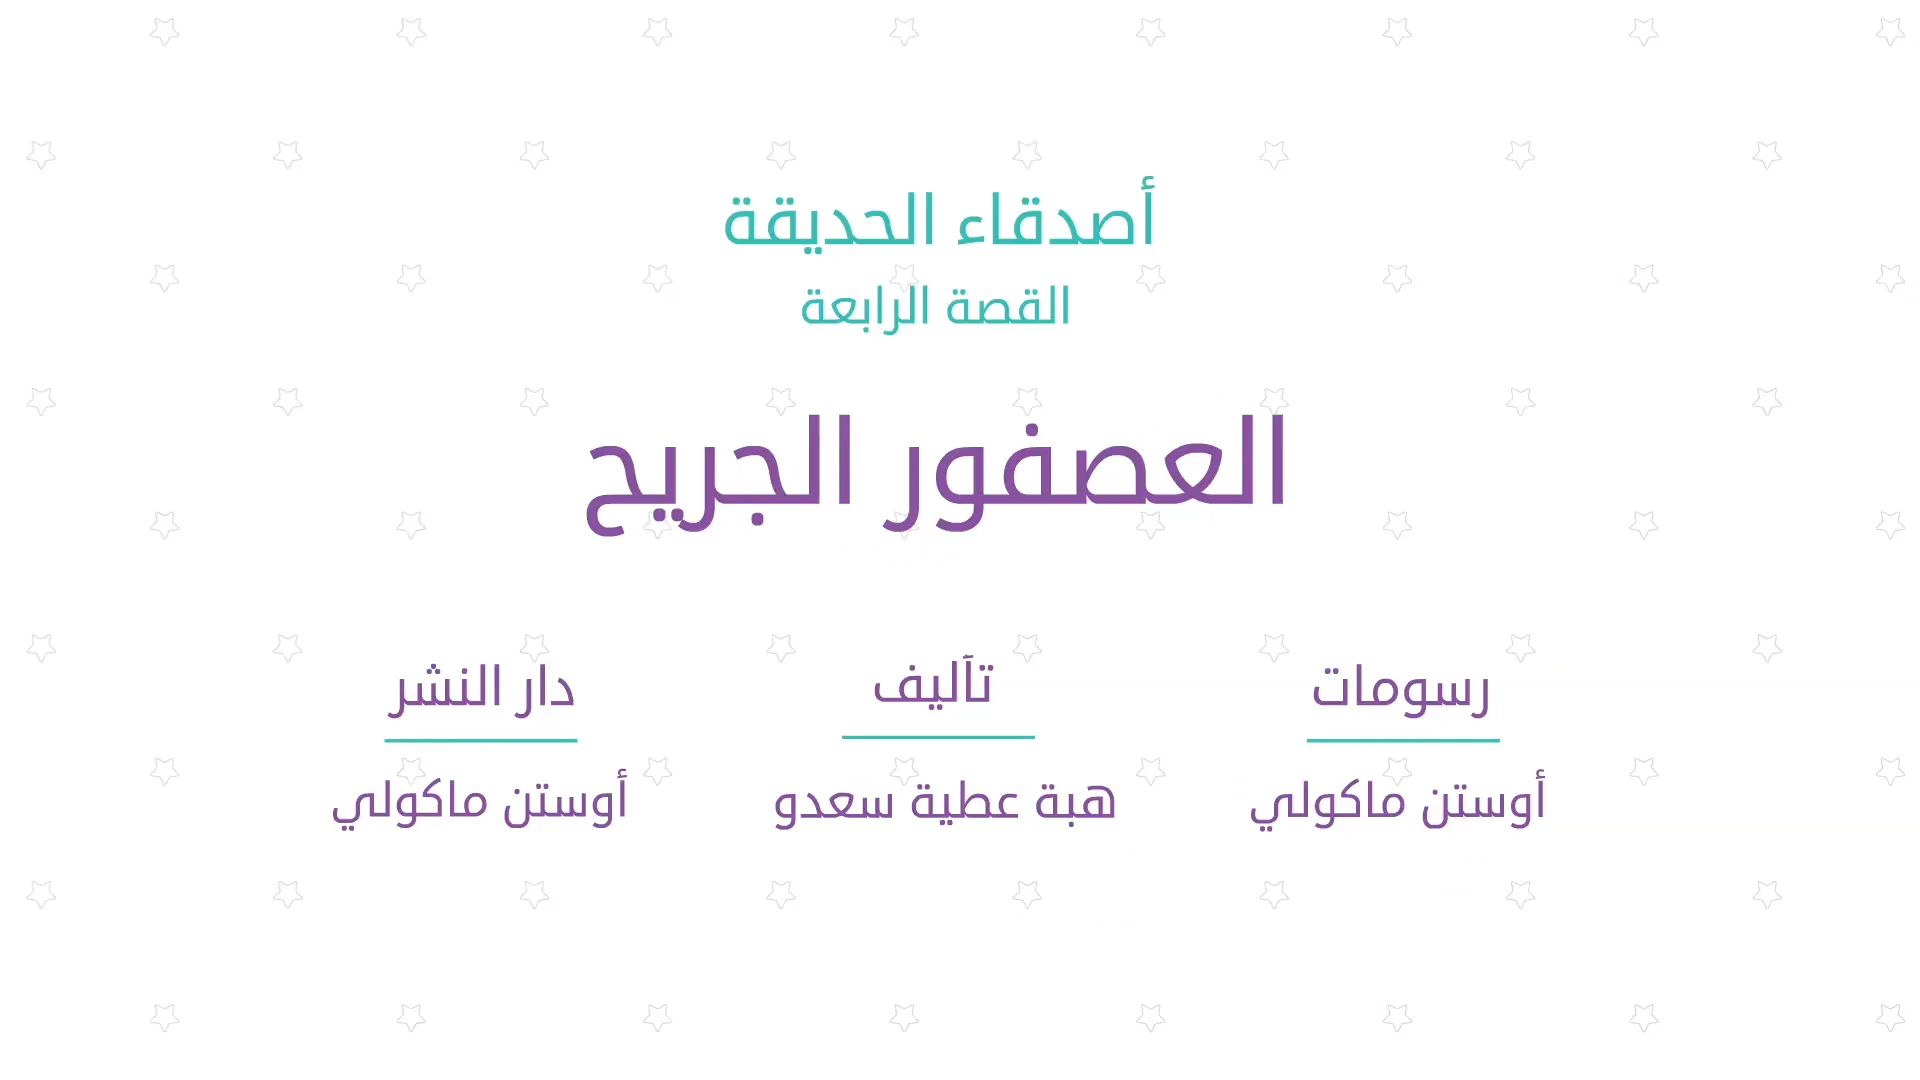 أصدقاء الحديقة
القصة الرابعة
العصفور الجريح
رسومات
أوستن ماكولي
تأليف
هبة عطية سعدو
دار النشر
أوستن ماكولي